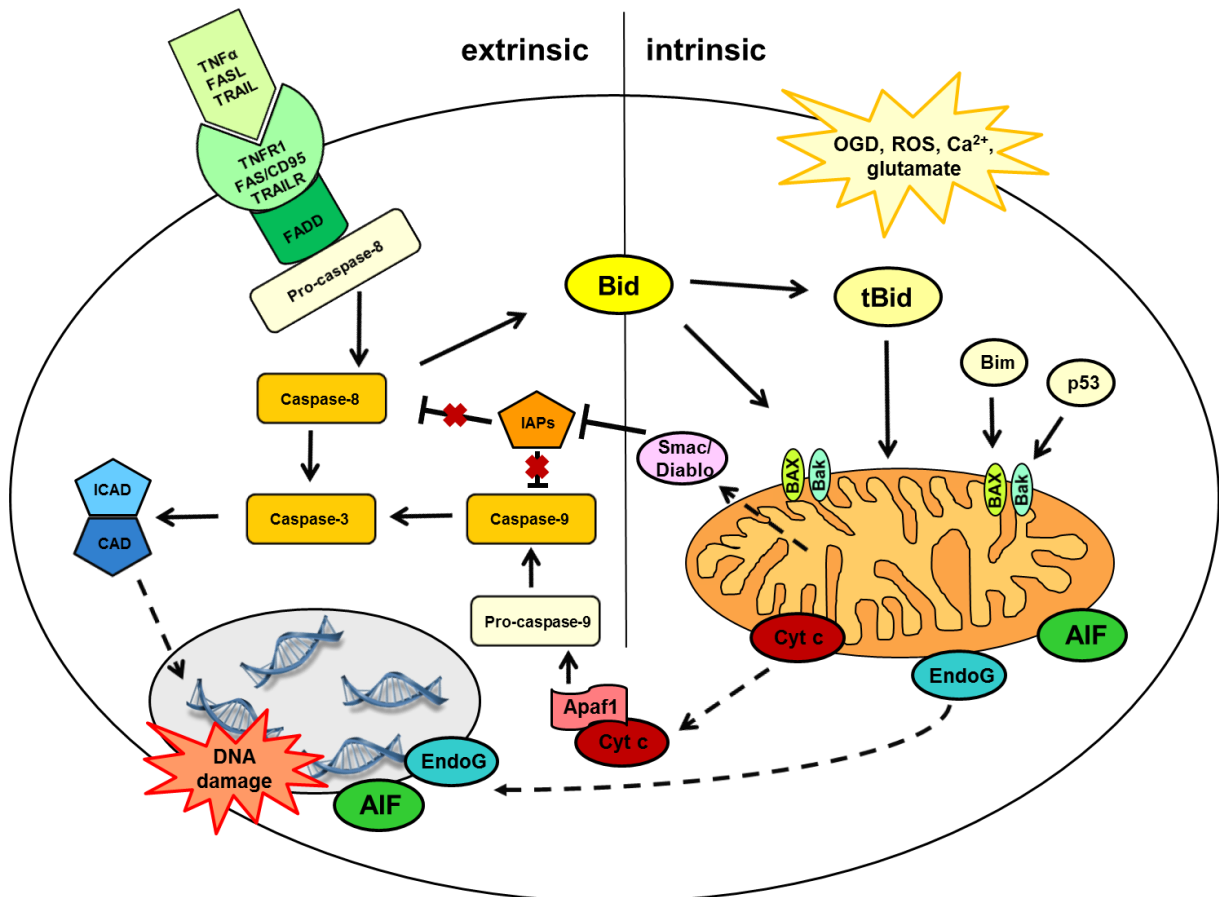 extrinsic
intrinsic
TNFα
FASL
TRAIL
TNFR1
FAS/CD95
TRAILR
FADD
Pro-caspase-8
OGD, ROS, Ca²⁺,
glutamate
Bid
tBid
Bim
p53
Caspase-8
IAPs
Smac/
Diablo
BAX
Bak
BAX
Bak
ICAD
CAD
Caspase-3
Caspase-9
Pro-caspase-9
Cyt c
AIF
EndoG
Apaf1
Cyt c
DNA
damage
EndoG
AIF